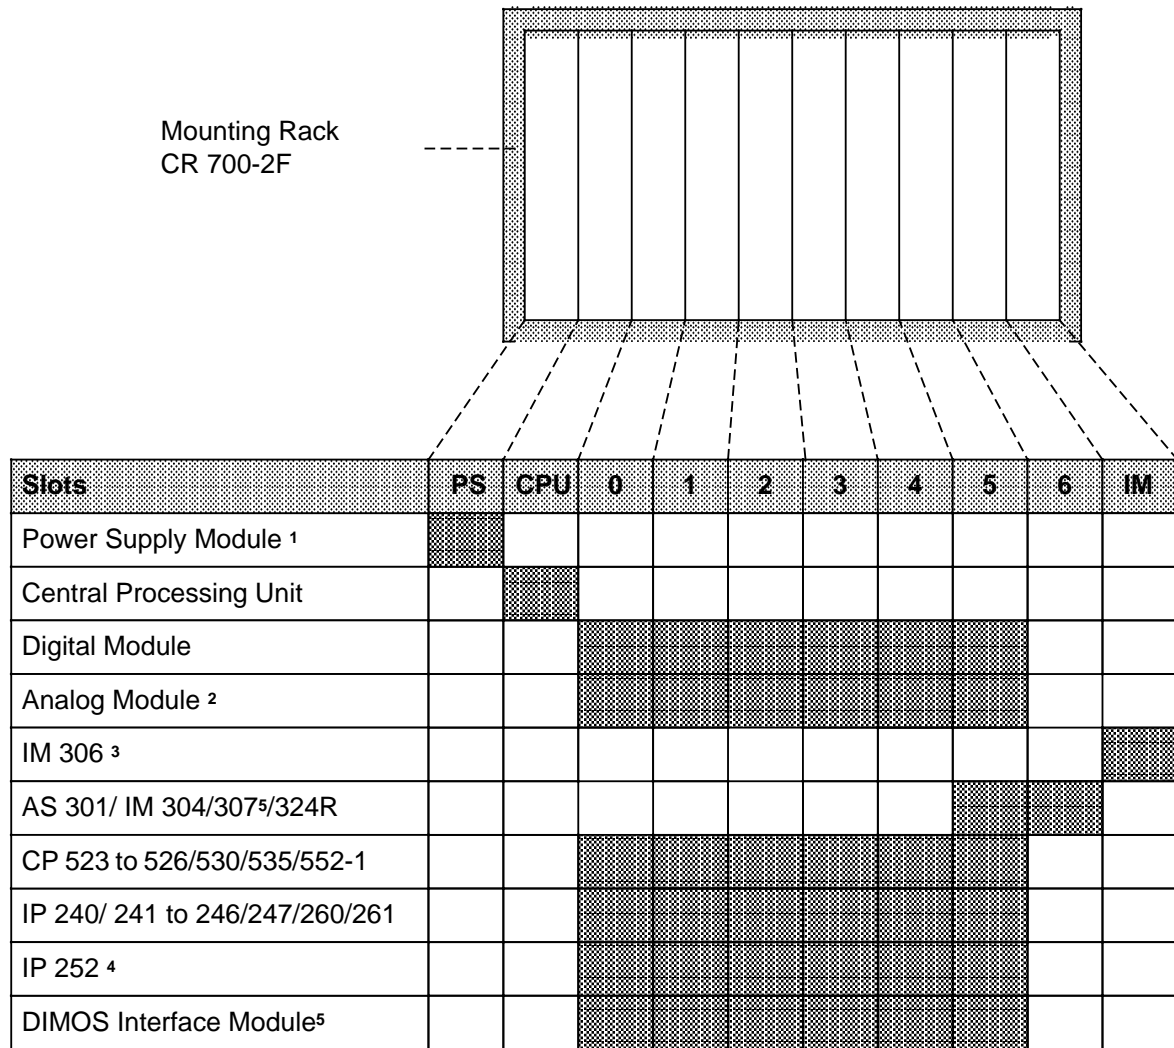 Mounting Rack
CR 700-2F
Slots PS CPU 0 1 2 3 4 5 6 IM
Power Supply Module 1
Central Processing Unit
Digital Module
Analog Module 2
IM 306 3
AS 301/ IM 304/3075/324R
CP 523 to 526/530/535/552-1
IP 240/ 241 to 246/247/260/261
IP 252 4
DIMOS Interface Module5